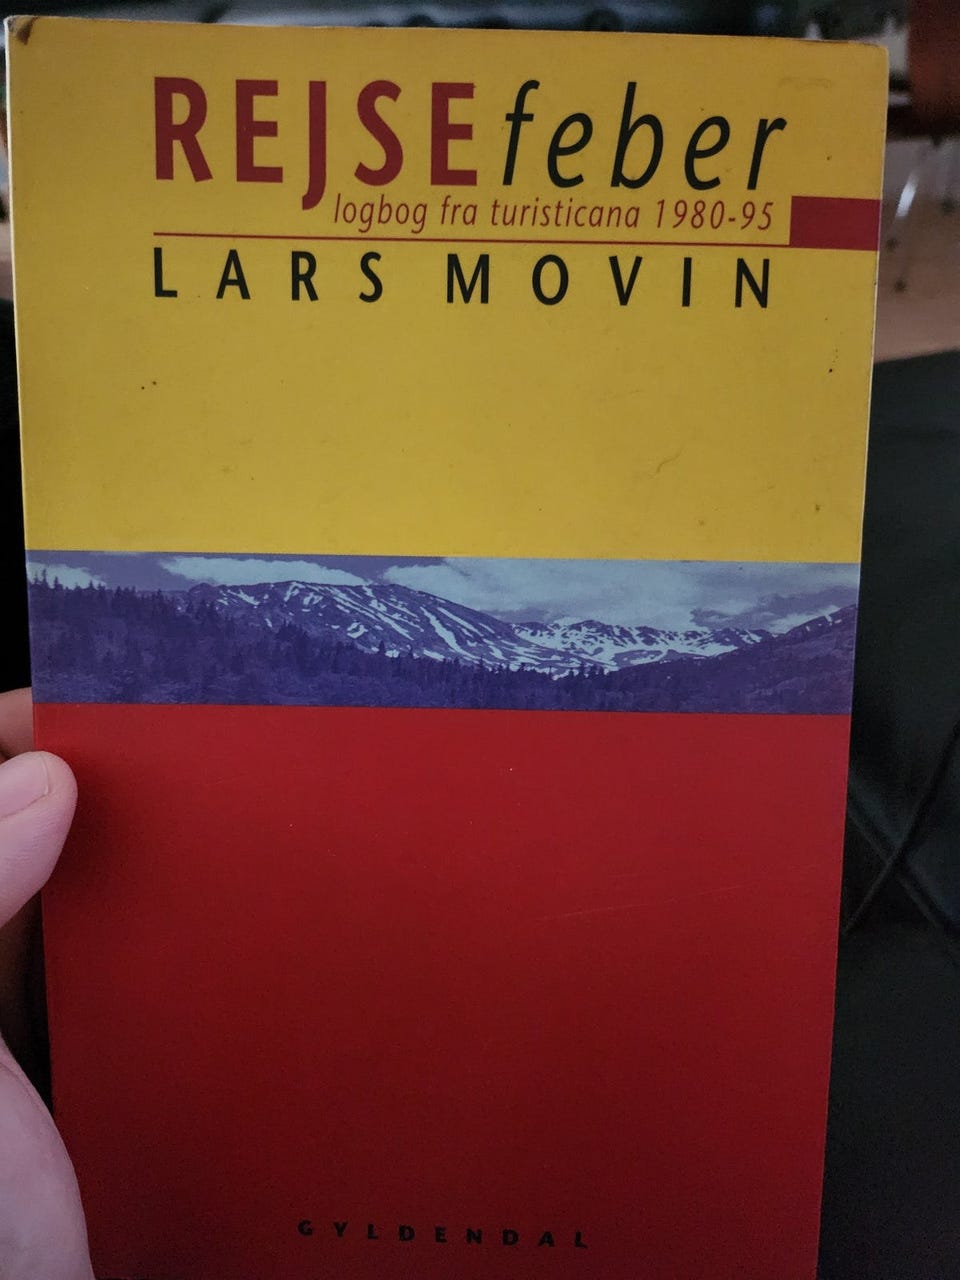 REJSEfeber
logbog fra turisticana 1980-95
LARS MOVIN
GYLDENDAL